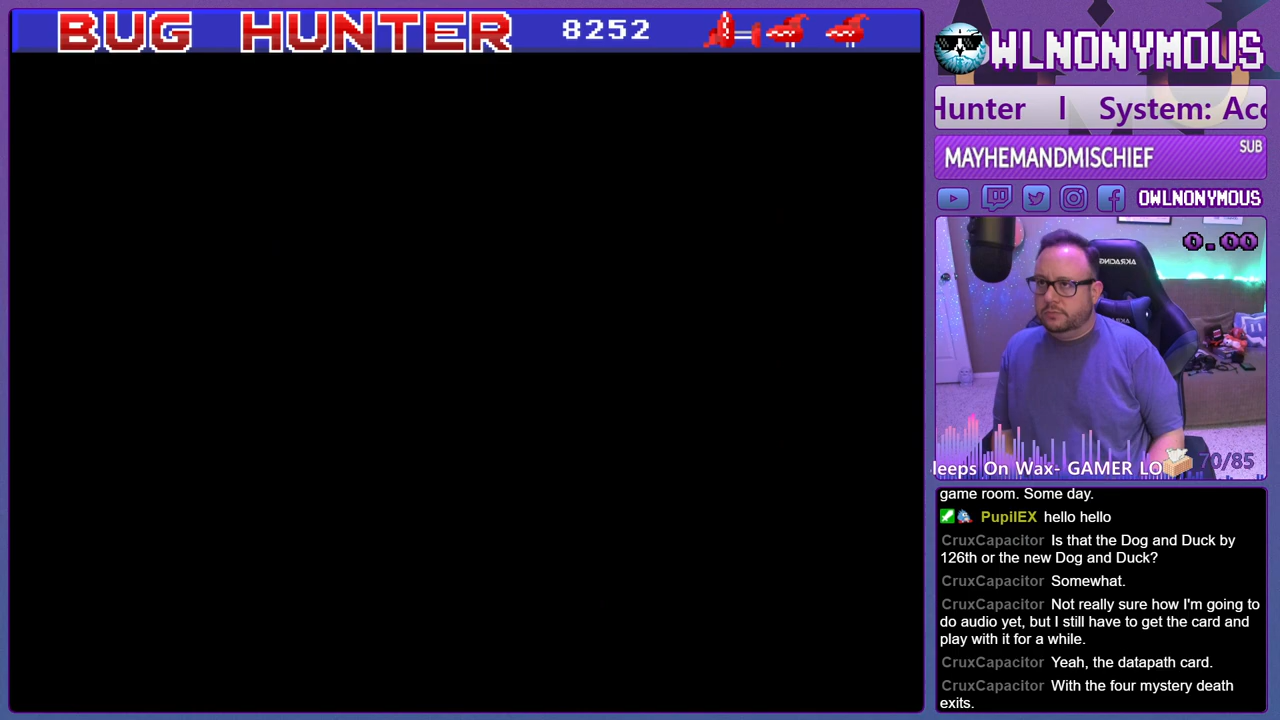 BUG HUNTER 8252
WLNONYMOUS
Hunter | System: Acc
MAYHEMANDMISCHIEF SUB
OWLNONYMOUS
0.00
AKRACING
leeps On Wax- GAMER LO
70/85
game room. Some day.
PupilEX hello hello
CruxCapacitor Is that the Dog and Duck by
126th or the new Dog and Duck?
CruxCapacitor Somewhat.
CruxCapacitor Not really sure how I'm going to
do audio yet, but I still have to get the card and
play with it for a while.
CruxCapacitor Yeah, the datapath card.
CruxCapacitor With the four mystery death
exits.